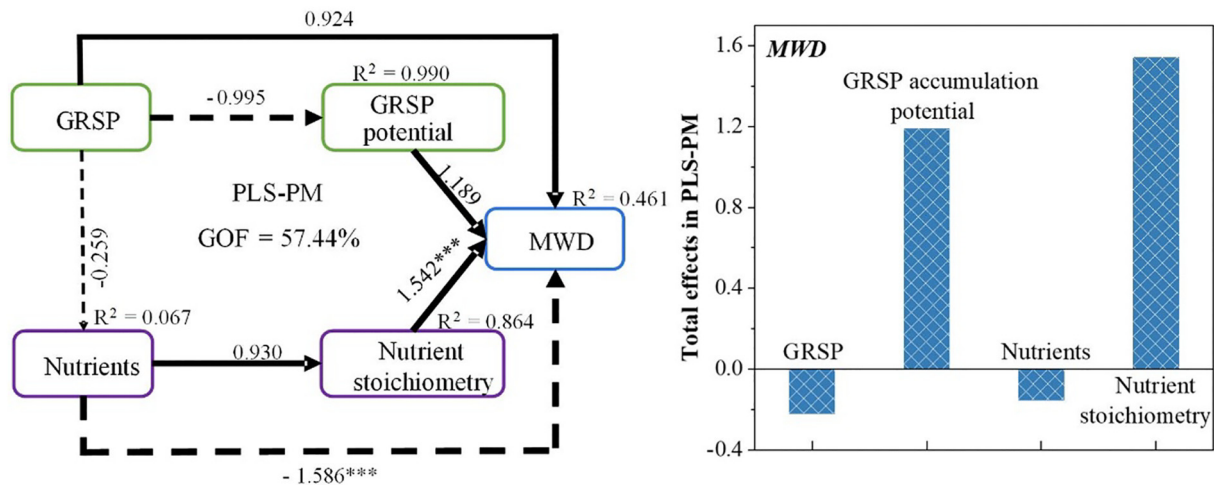 0.924
R² = 0.990
GRSP
- 0.995
GRSP
potential
1.189
PLS-PM
GOF = 57.44%
R² = 0.461
MWD
-0.259
1.542***
R² = 0.067
R² = 0.864
Nutrients
0.930
Nutrient
stoichiometry
- 1.586***
Total effects in PLS-PM
1.6
1.2
0.8
0.4
0.0
-0.4
MWD
GRSP accumulation
potential
GRSP
Nutrients
Nutrient
stoichiometry